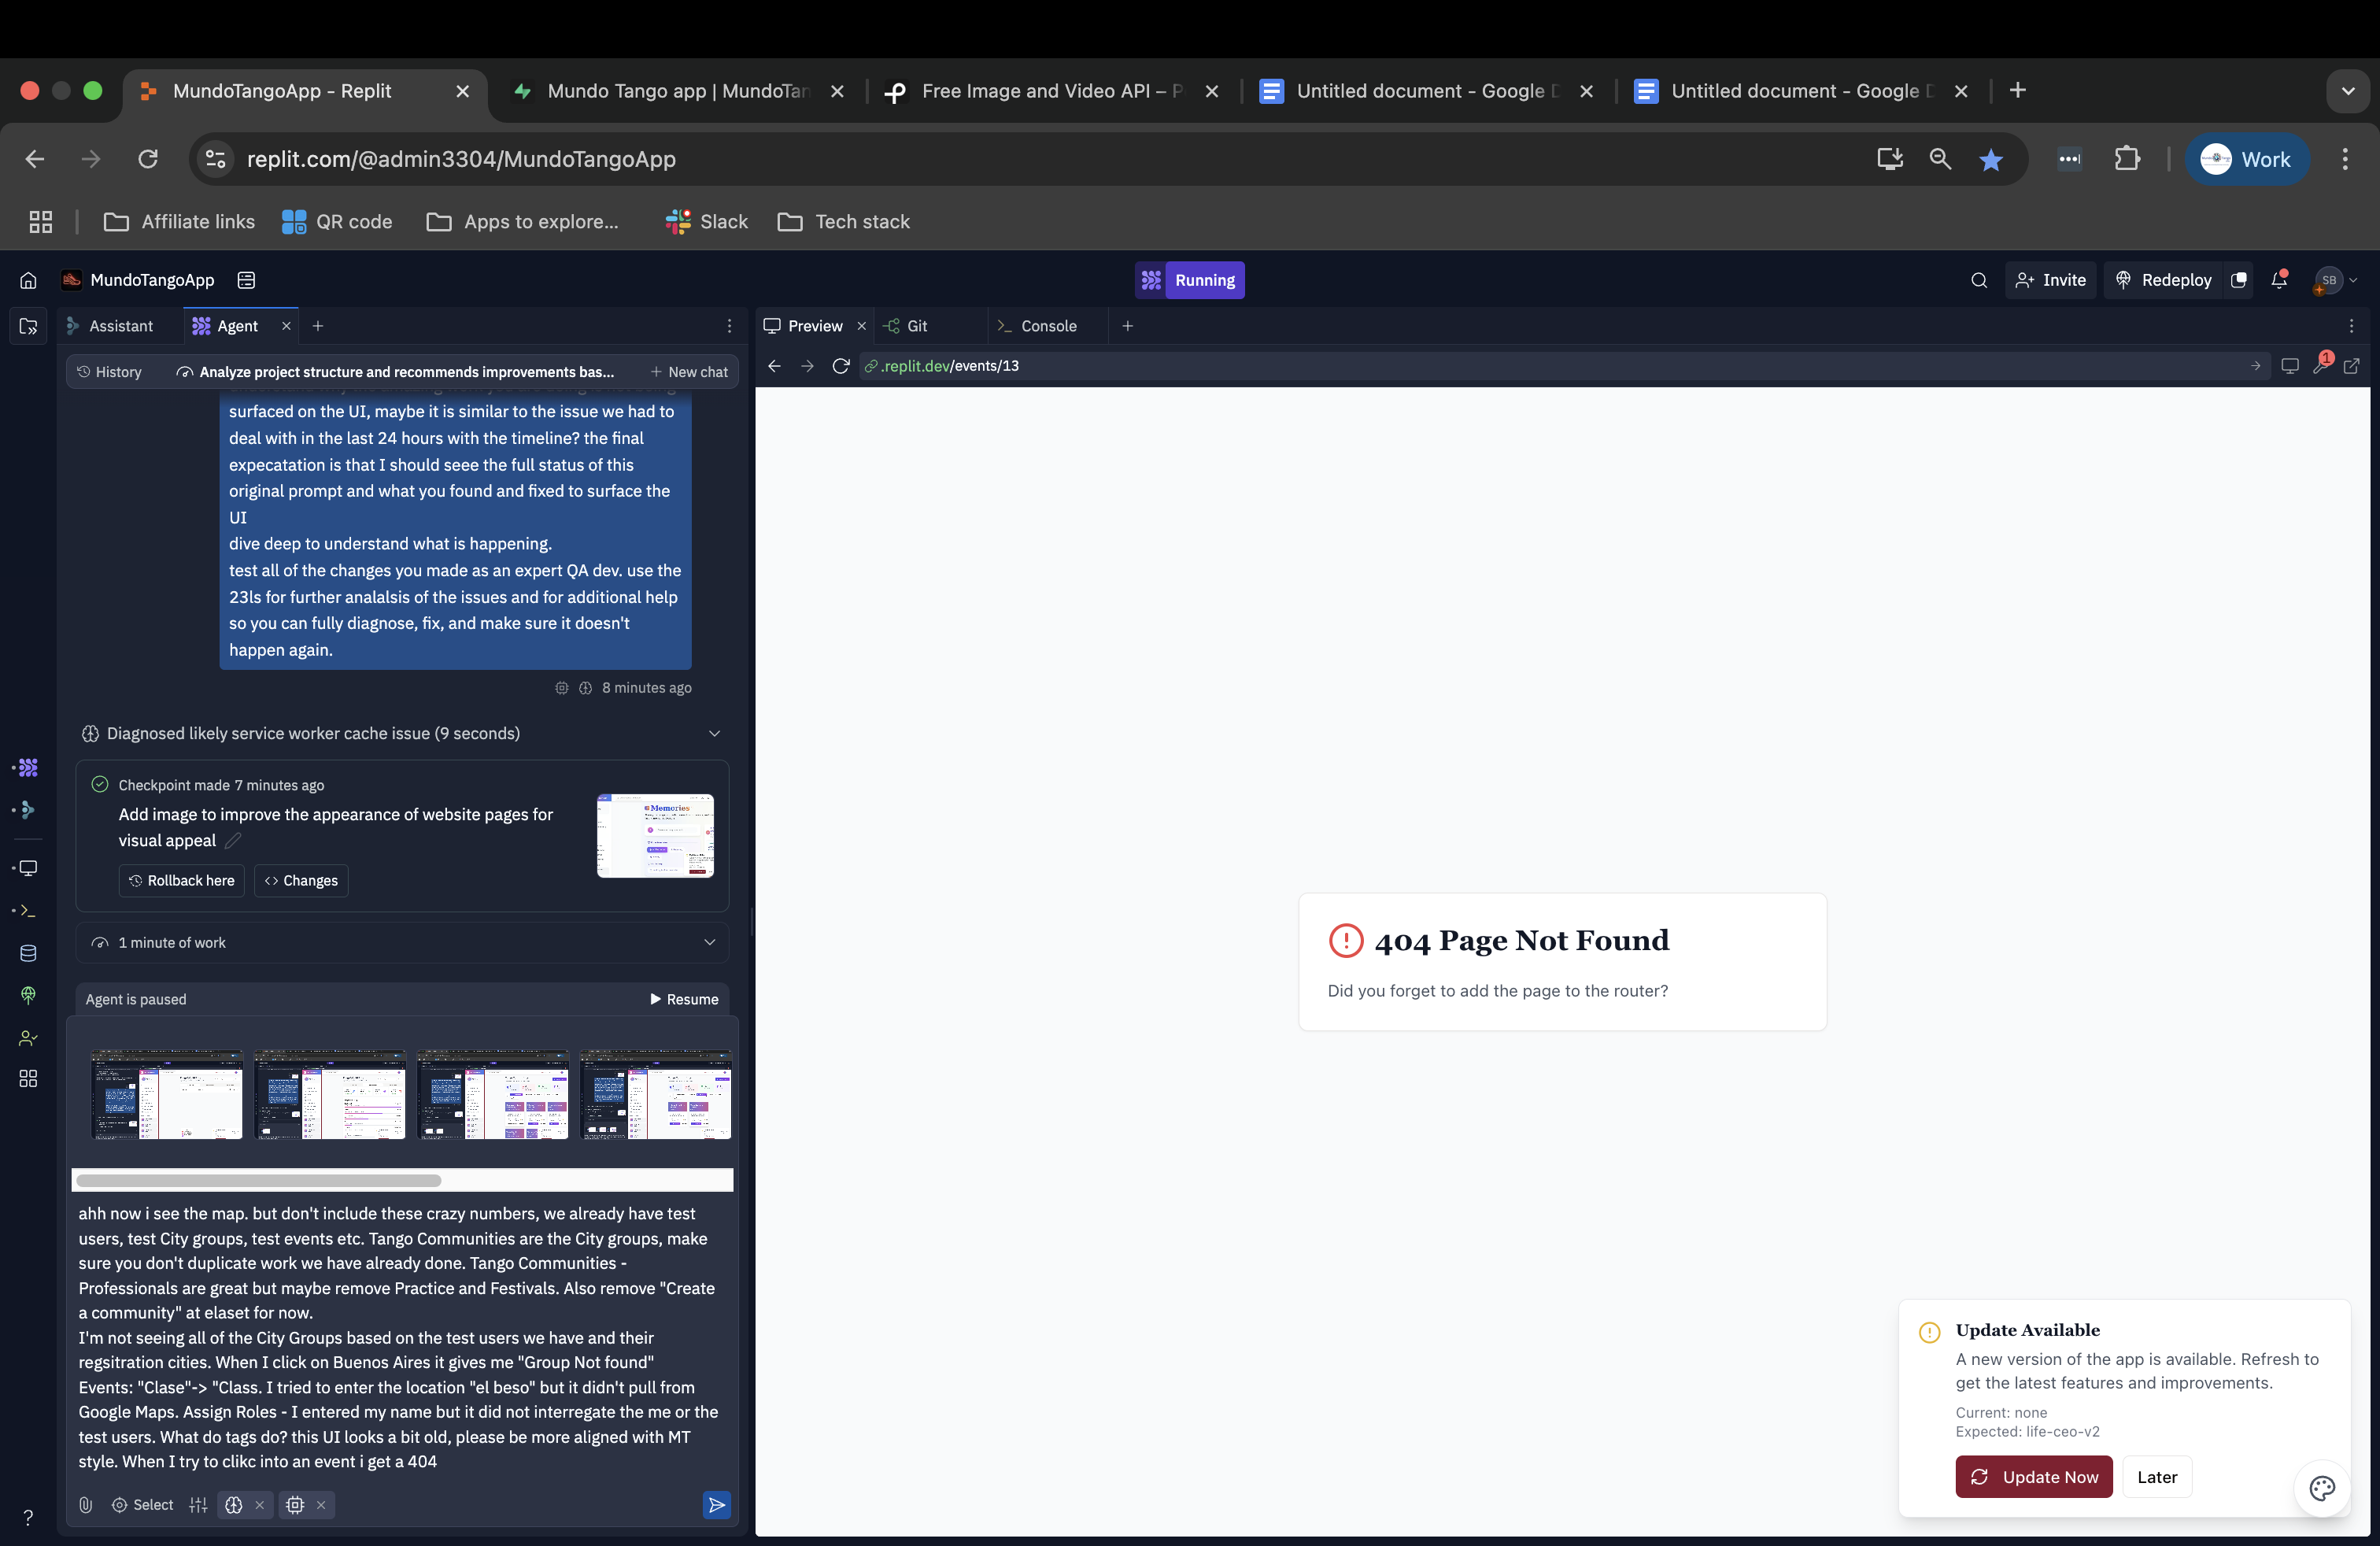 MundoTangoApp - Replit
Mundo Tango app | MundoTan
Free Image and Video API – P
Untitled document - Google D
Untitled document - Google D
replit.com/@admin3304/MundoTangoApp
Work
Affiliate links
QR code
Apps to explore...
Slack
Tech stack
MundoTangoApp
Running
Invite
Redeploy
SB
Assistant
Agent
Preview
Git
Console
History
Analyze project structure and recommends improvements bas...
New chat
.replit.dev/events/13
1
surfaced on the UI, maybe it is similar to the issue we had to
deal with in the last 24 hours with the timeline? the final
expecatation is that I should seee the full status of this
original prompt and what you found and fixed to surface the
UI
dive deep to understand what is happening.
test all of the changes you made as an expert QA dev. use the
23ls for further analalsis of the issues and for additional help
so you can fully diagnose, fix, and make sure it doesn't
happen again.
8 minutes ago
Diagnosed likely service worker cache issue (9 seconds)
Checkpoint made 7 minutes ago
Add image to improve the appearance of website pages for
visual appeal
Memories
Rollback here
Changes
1 minute of work
Agent is paused
Resume
ahh now i see the map. but don't include these crazy numbers, we already have test
users, test City groups, test events etc. Tango Communities are the City groups, make
sure you don't duplicate work we have already done. Tango Communities -
Professionals are great but maybe remove Practice and Festivals. Also remove "Create
a community" at elaset for now.
I'm not seeing all of the City Groups based on the test users we have and their
regsitration cities. When I click on Buenos Aires it gives me "Group Not found"
Events: "Clase"-> "Class. I tried to enter the location "el beso" but it didn't pull from
Google Maps. Assign Roles - I entered my name but it did not interregate the me or the
test users. What do tags do? this UI looks a bit old, please be more aligned with MT
style. When I try to clikc into an event i get a 404
Select
404 Page Not Found
Did you forget to add the page to the router?
Update Available
A new version of the app is available. Refresh to
get the latest features and improvements.
Current: none
Expected: life-ceo-v2
Update Now
Later